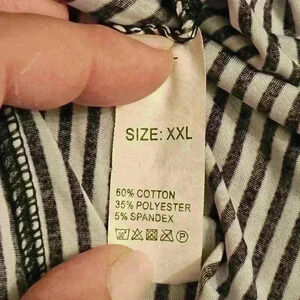 SIZE: XXL
60% COTTON
35% POLYESTER
5% SPANDEX